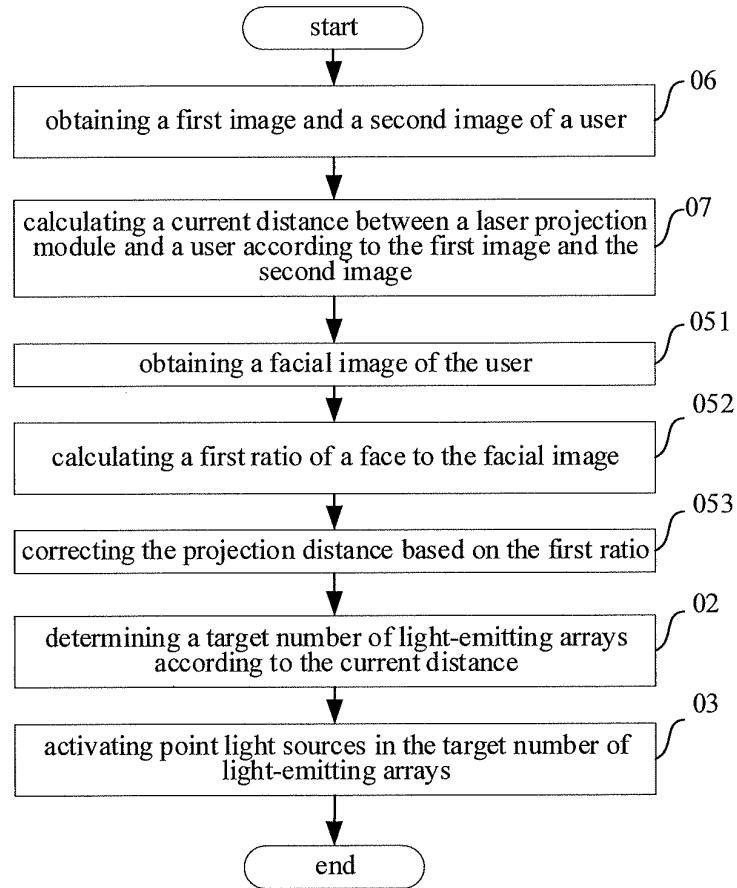 start
06
obtaining a first image and a second image of a user
07
calculating a current distance between a laser projection
module and a user according to the first image and the
second image
051
obtaining a facial image of the user
052
calculating a first ratio of a face to the facial image
053
correcting the projection distance based on the first ratio
02
determining a target number of light-emitting arrays
according to the current distance
03
activating point light sources in the target number of
light-emitting arrays
end